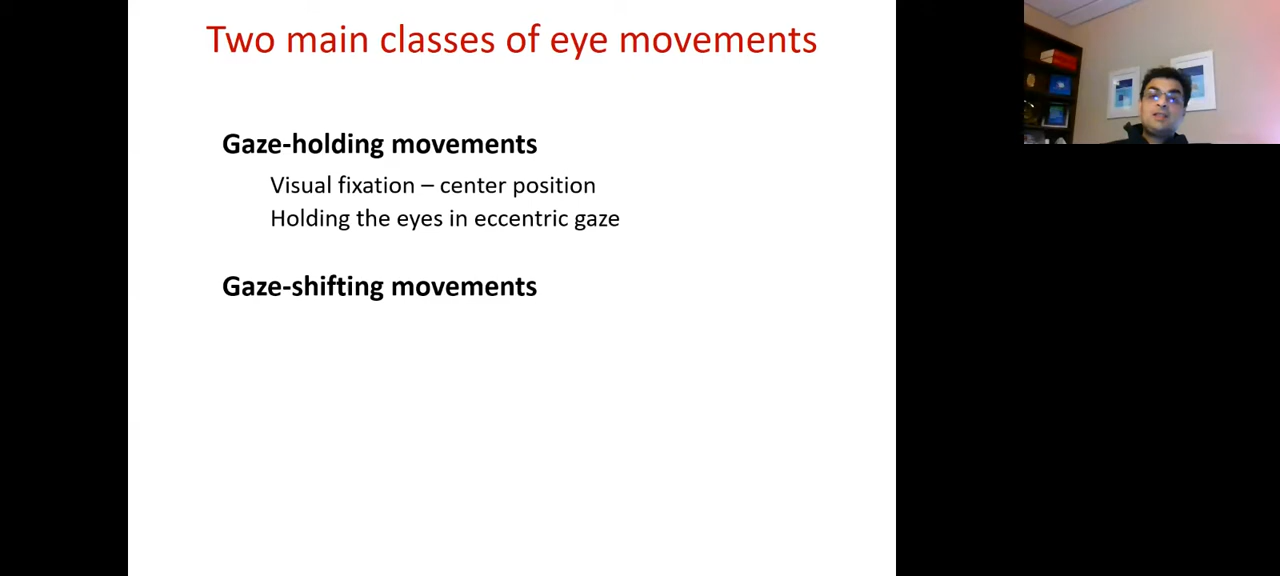 Two main classes of eye movements
Gaze-holding movements
Visual fixation – center position
Holding the eyes in eccentric gaze
Gaze-shifting movements